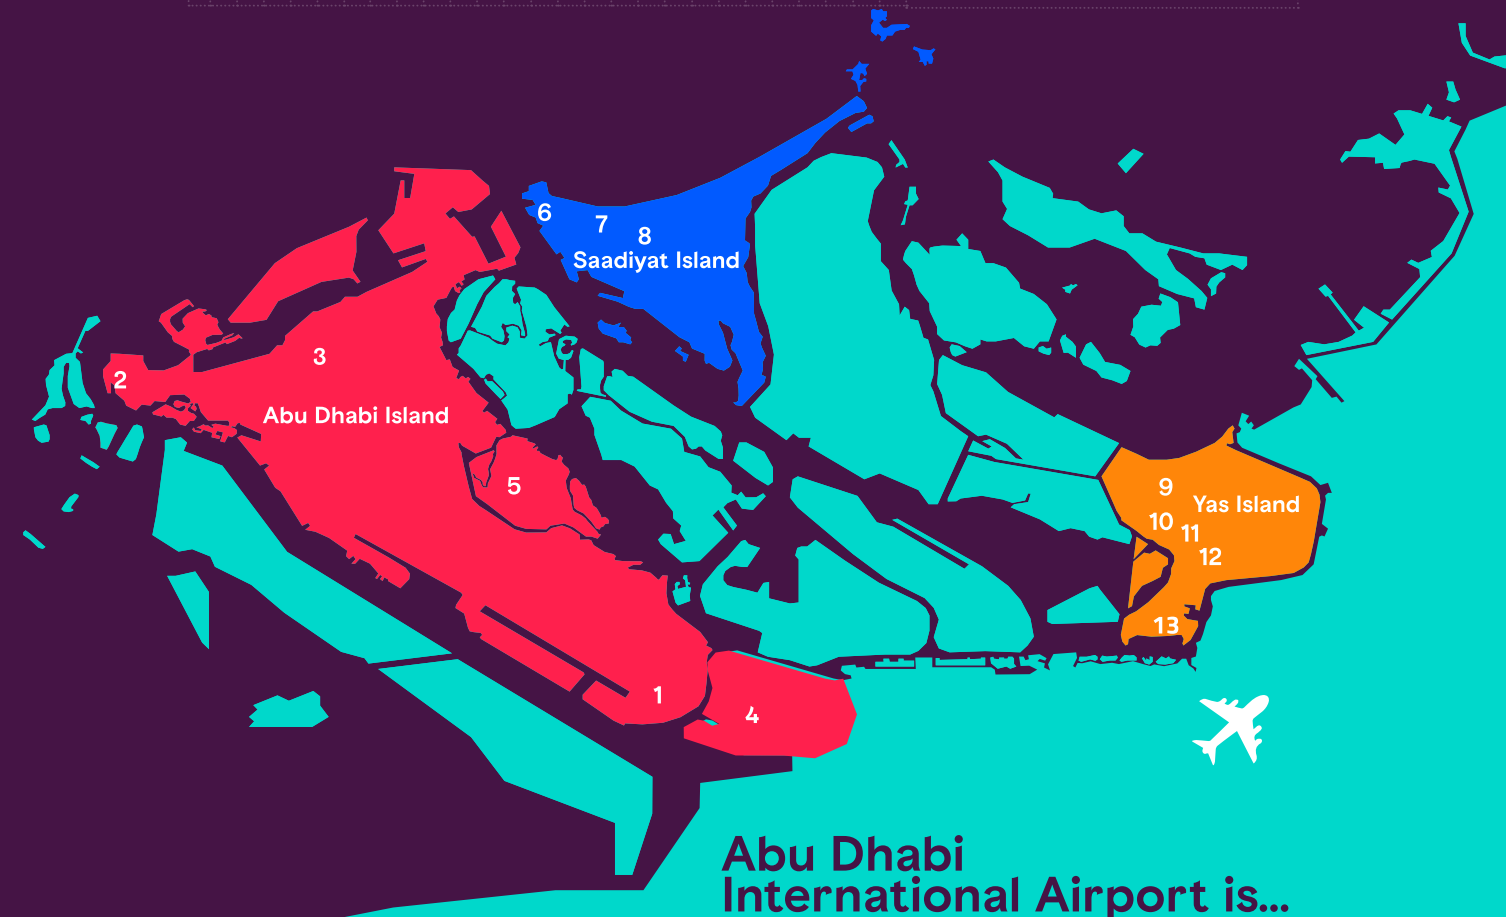 6
7
8
Saadiyat Island
3
2
Abu Dhabi Island
5
9
Yas Island
10
11
12
13
1
4
Abu Dhabi
International Airport is...